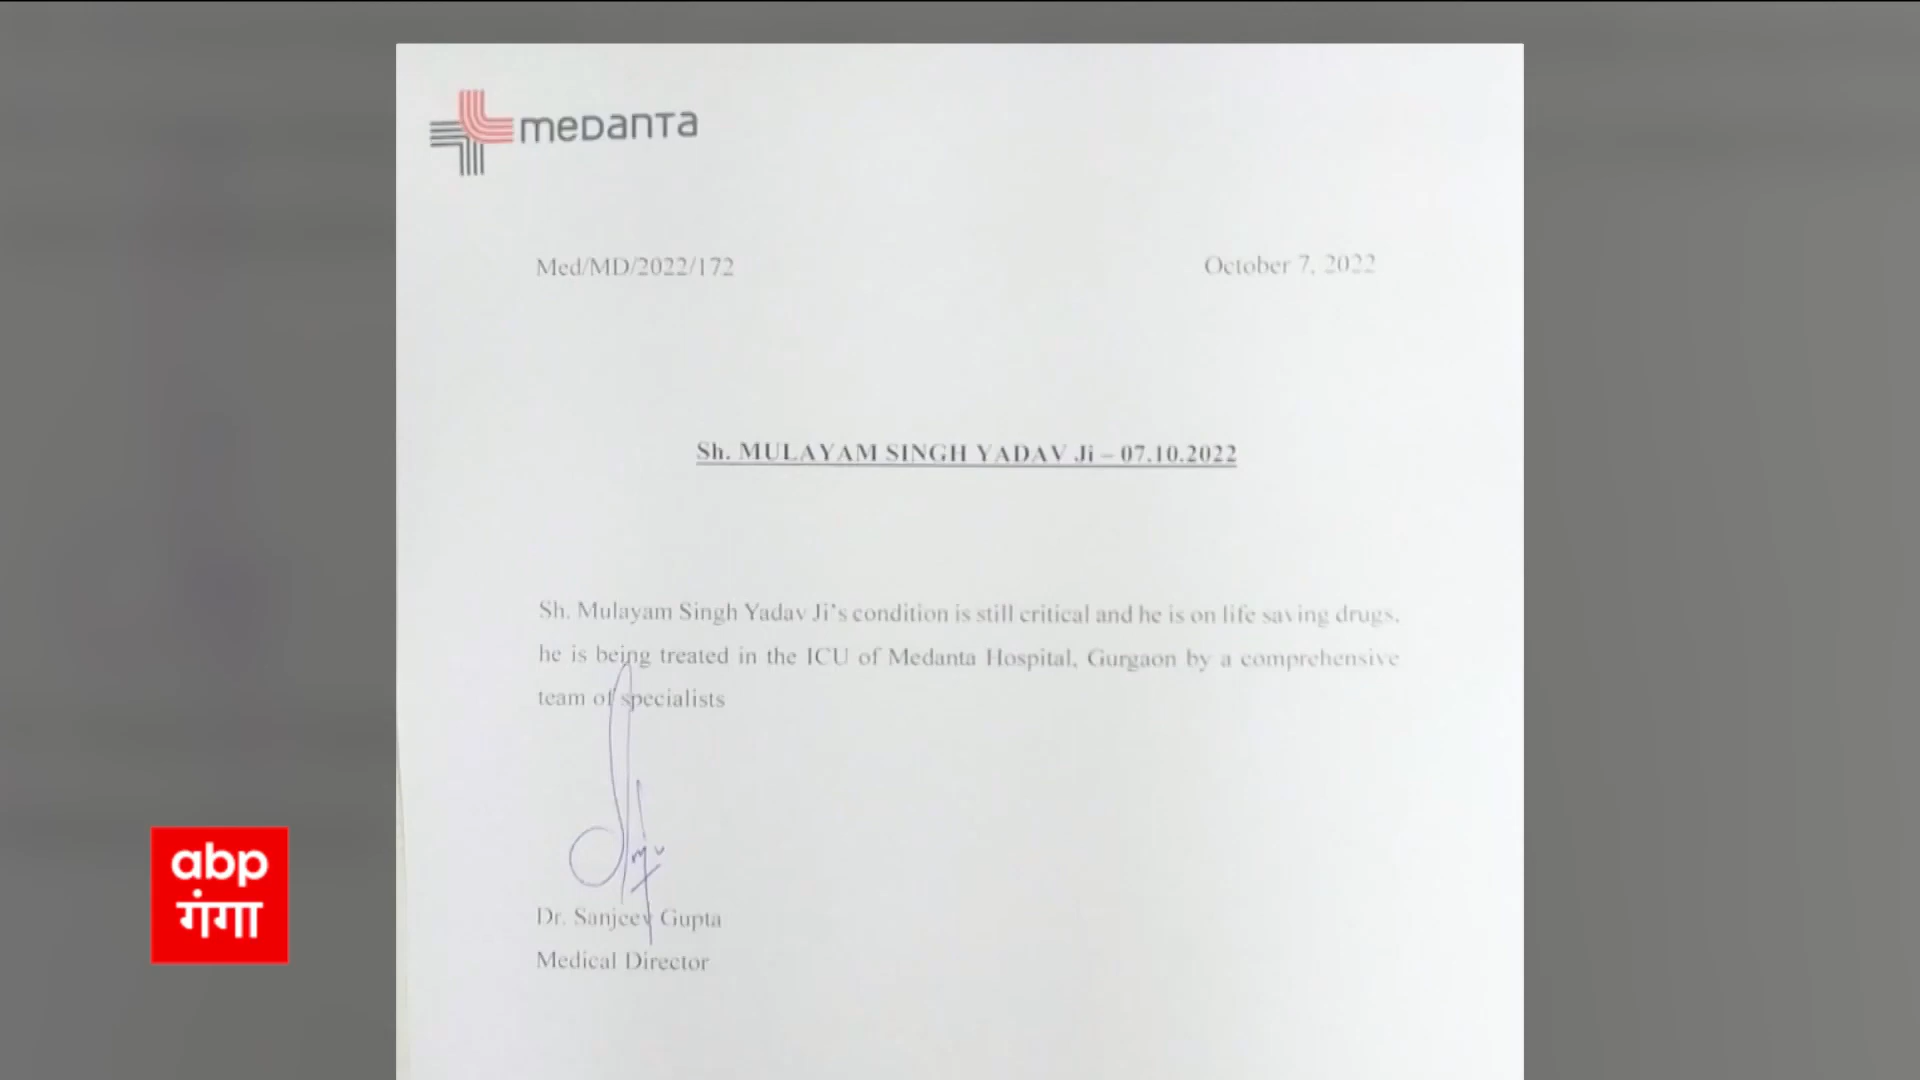 medanta
Med/MD/2022/172
October 7, 2022
Sh. MULAYAM SINGH YADAV Ji – 07.10.2022
Sh. Mulayam Singh Yadav Ji's condition is still critical and he is on life saving drugs,
he is being treated in the ICU of Medanta Hospital, Gurgaon by a comprehensive
team of specialists
Dr. Sanjeev Gupta
Medical Director
abp
गंगा